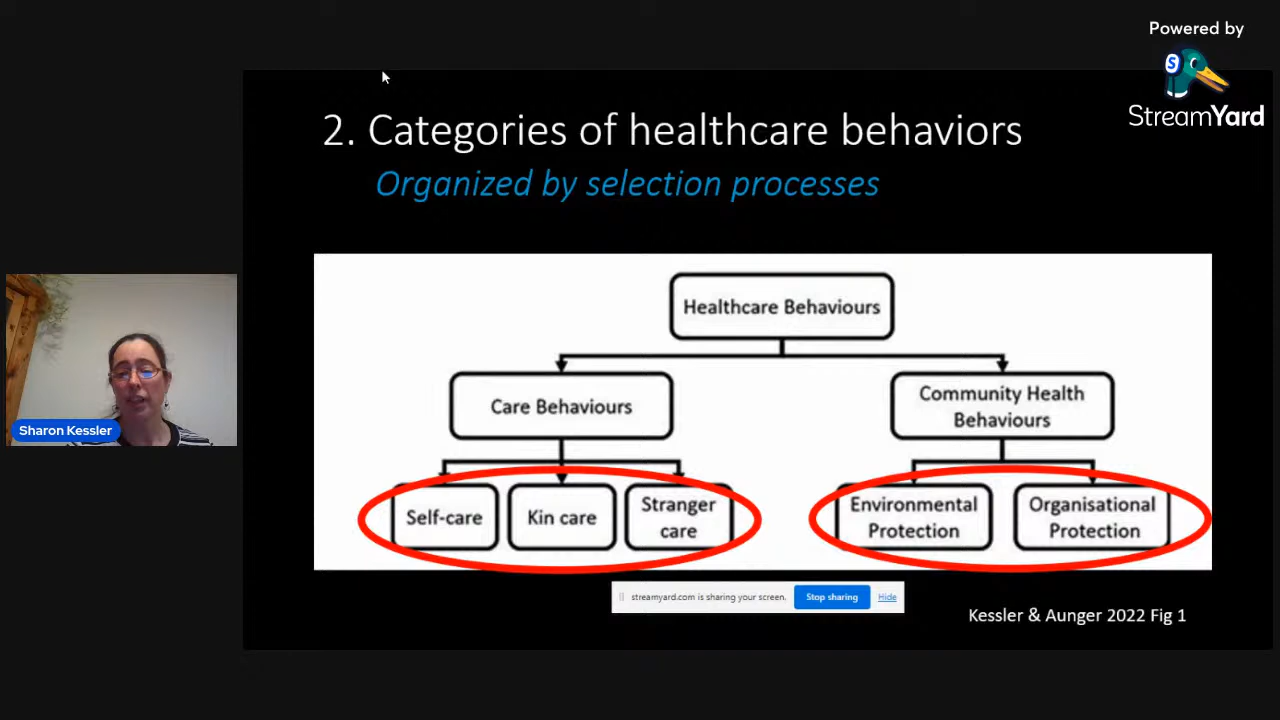 Powered by
StreamYard
2. Categories of healthcare behaviors
Organized by selection processes
Healthcare Behaviours
Care Behaviours
Community Health
Behaviours
Self-care
Kin care
Stranger
care
Environmental
Protection
Organisational
Protection
Sharon Kessler
streamyard.com is sharing your screen.
Stop sharing
Hide
Kessler & Aunger 2022 Fig 1